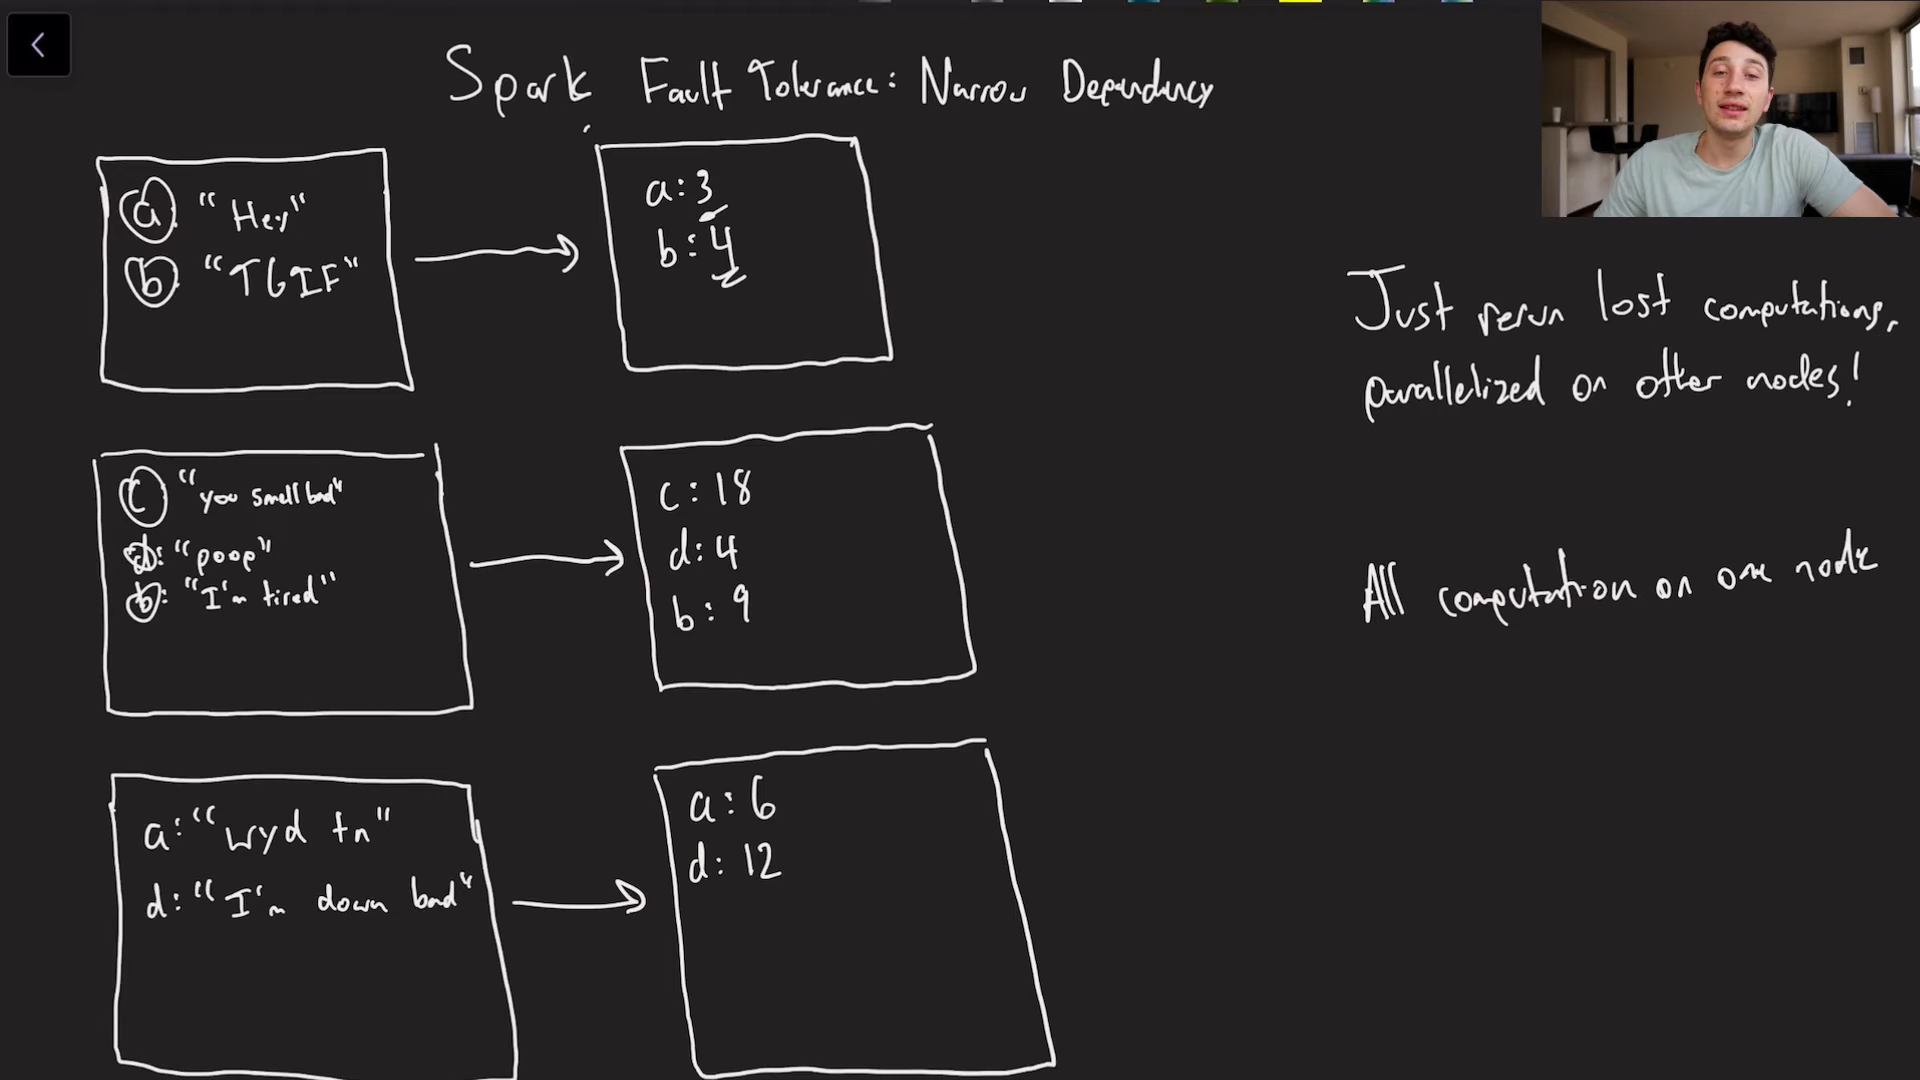 Spark Fault Tolerance: Narrow Dependency
a "Hey"
b "TGIF"
a: 3
b: 4
c "you smell bad"
d: "poop"
b: "I'm tired"
c: 18
d: 4
b: 9
a: "wyd tn"
d: "I'm down bad"
a: 6
d: 12
Just rerun lost computations,
parallelized on other nodes!
All computation on one node